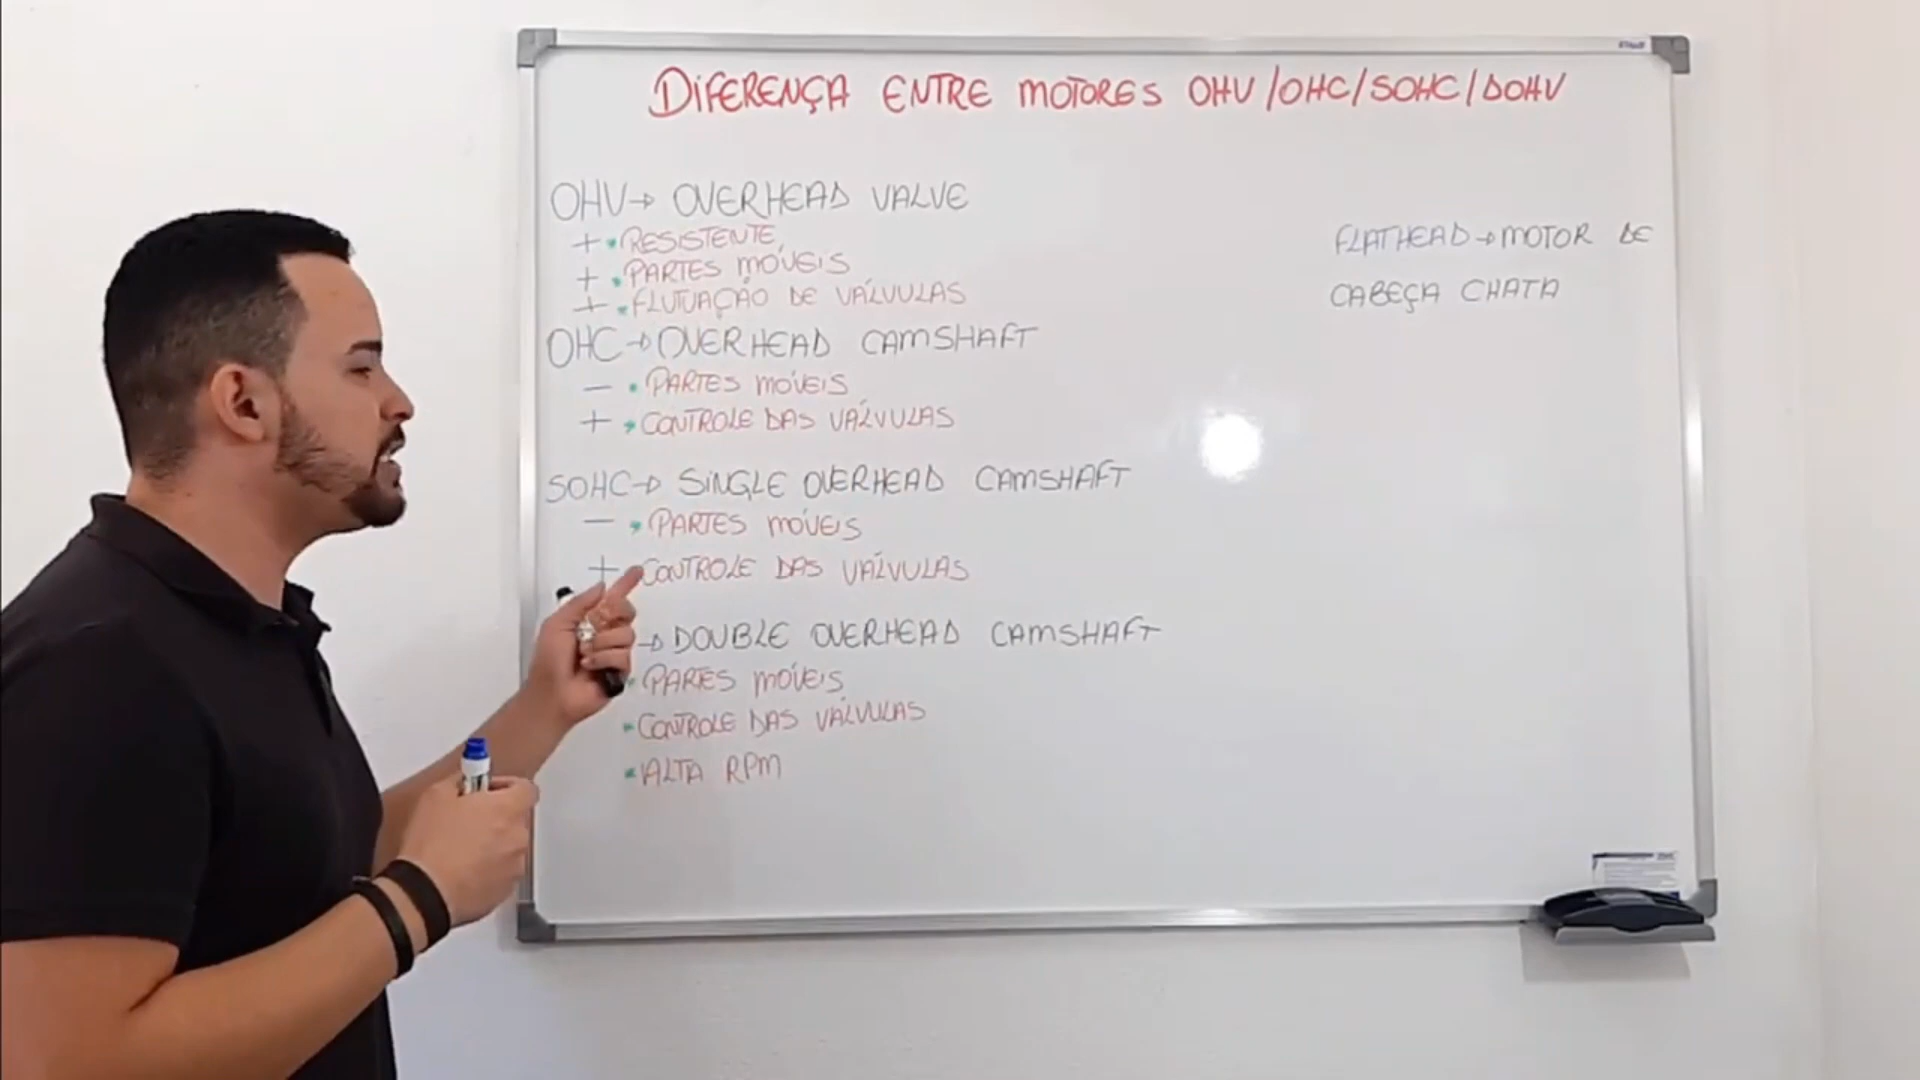 DIFERENÇA ENTRE MOTORES OHV/OHC/SOHC/DOHV
OHV→ OVERHEAD VALVE
+ • RESISTENTE
+ • PARTES MÓVEIS
+ • FLUTUAÇÃO DE VÁLVULAS
OHC→OVERHEAD CAMSHAFT
— • PARTES MÓVEIS
+ • CONTROLE DAS VÁLVULAS
SOHC→ SINGLE OVERHEAD CAMSHAFT
— • PARTES MÓVEIS
+ CONTROLE DAS VÁLVULAS
→ DOUBLE OVERHEAD CAMSHAFT
• PARTES MÓVEIS
• CONTROLE DAS VÁLVULAS
• ALTA RPM
FLATHEAD→MOTOR DE
CABEÇA CHATA